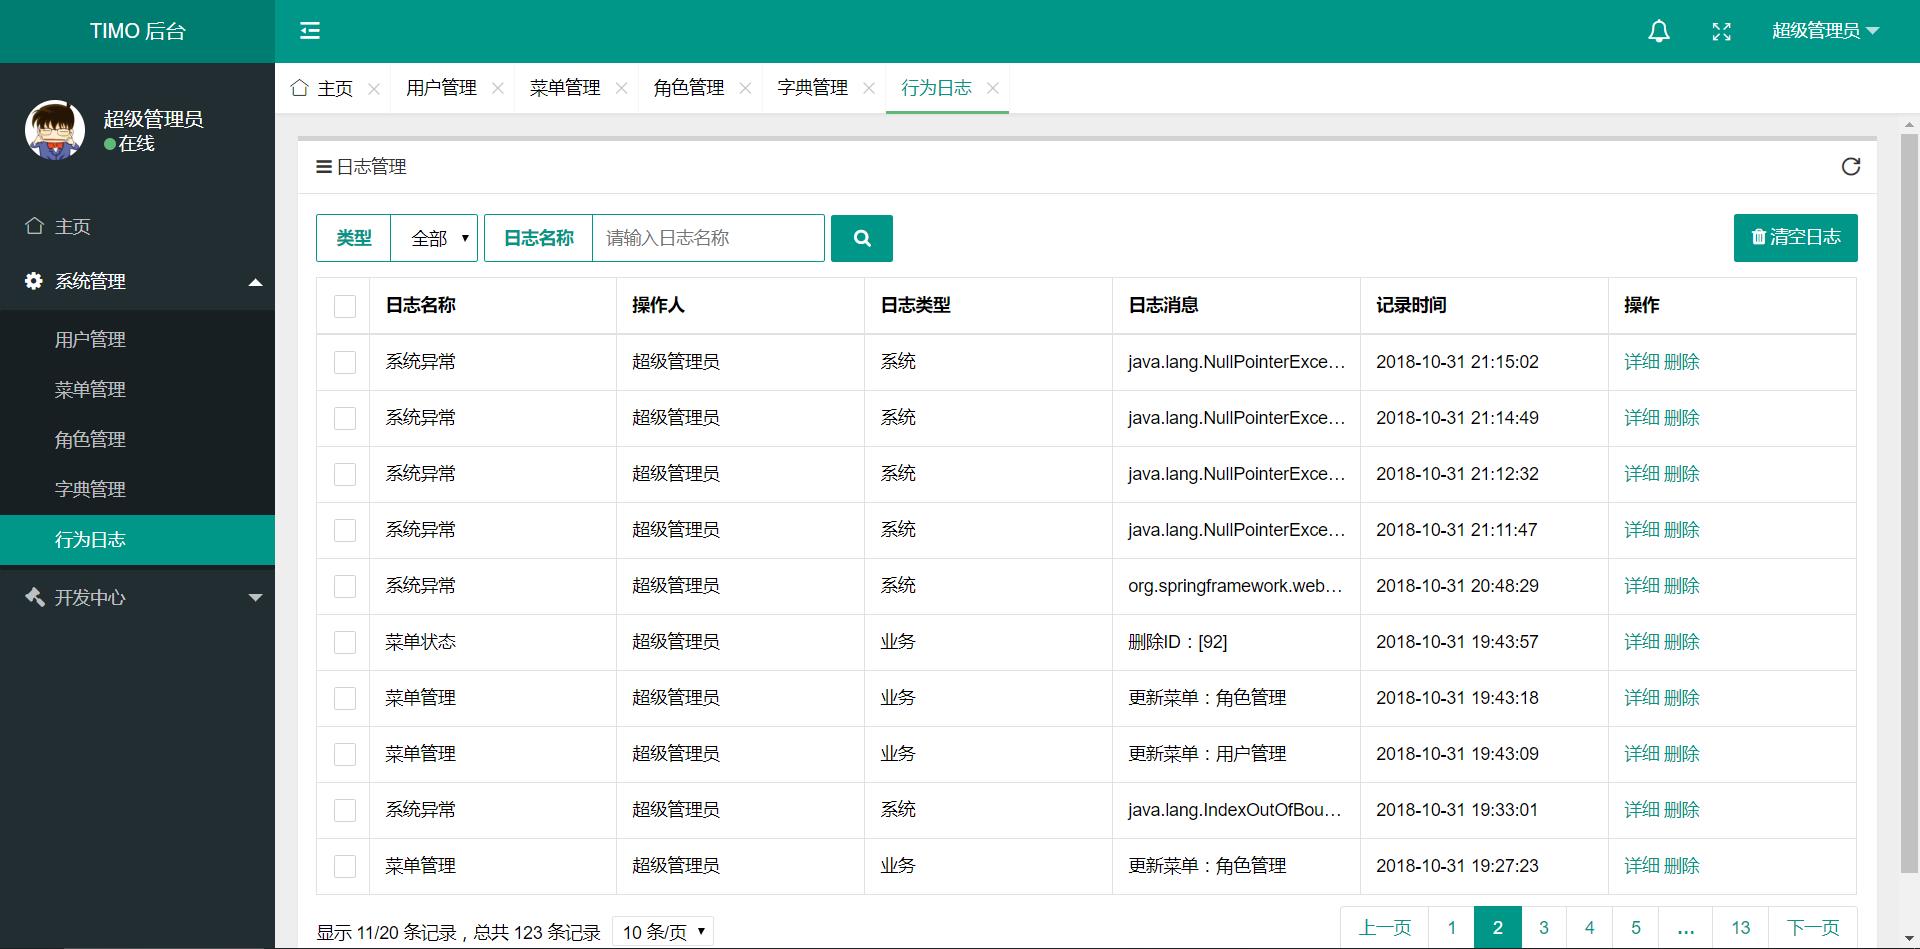 TIMO 后台
超级管理员
主页 用户管理 菜单管理 角色管理 字典管理 行为日志
超级管理员
在线
主页
系统管理
用户管理
菜单管理
角色管理
字典管理
行为日志
开发中心
日志管理
类型 全部 日志名称 请输入日志名称 清空日志
日志名称 操作人 日志类型 日志消息 记录时间 操作
系统异常 超级管理员 系统 java.lang.NullPointerExce... 2018-10-31 21:15:02 详细 删除
系统异常 超级管理员 系统 java.lang.NullPointerExce... 2018-10-31 21:14:49 详细 删除
系统异常 超级管理员 系统 java.lang.NullPointerExce... 2018-10-31 21:12:32 详细 删除
系统异常 超级管理员 系统 java.lang.NullPointerExce... 2018-10-31 21:11:47 详细 删除
系统异常 超级管理员 系统 org.springframework.web... 2018-10-31 20:48:29 详细 删除
菜单状态 超级管理员 业务 删除ID：[92] 2018-10-31 19:43:57 详细 删除
菜单管理 超级管理员 业务 更新菜单：角色管理 2018-10-31 19:43:18 详细 删除
菜单管理 超级管理员 业务 更新菜单：用户管理 2018-10-31 19:43:09 详细 删除
系统异常 超级管理员 系统 java.lang.IndexOutOfBou... 2018-10-31 19:33:01 详细 删除
菜单管理 超级管理员 业务 更新菜单：角色管理 2018-10-31 19:27:23 详细 删除
显示 11/20 条记录，总共 123 条记录 10 条/页 上一页 1 2 3 4 5 ... 13 下一页